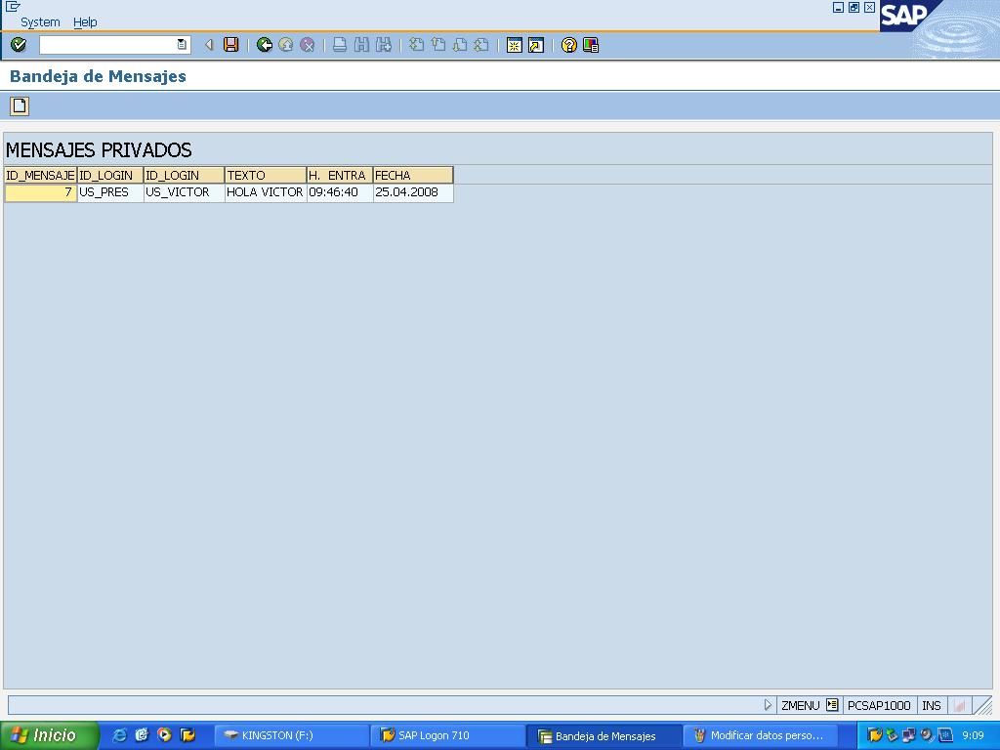 System Help
SAP
Bandeja de Mensajes
MENSAJES PRIVADOS
ID_MENSAJE ID_LOGIN ID_LOGIN TEXTO H. ENTRA FECHA
7 US_PRES US_VICTOR HOLA VICTOR 09:46:40 25.04.2008
ZMENU PCSAP1000 INS
Inicio KINGSTON (F:) SAP Logon 710 Bandeja de Mensajes Modificar datos perso... 9:09